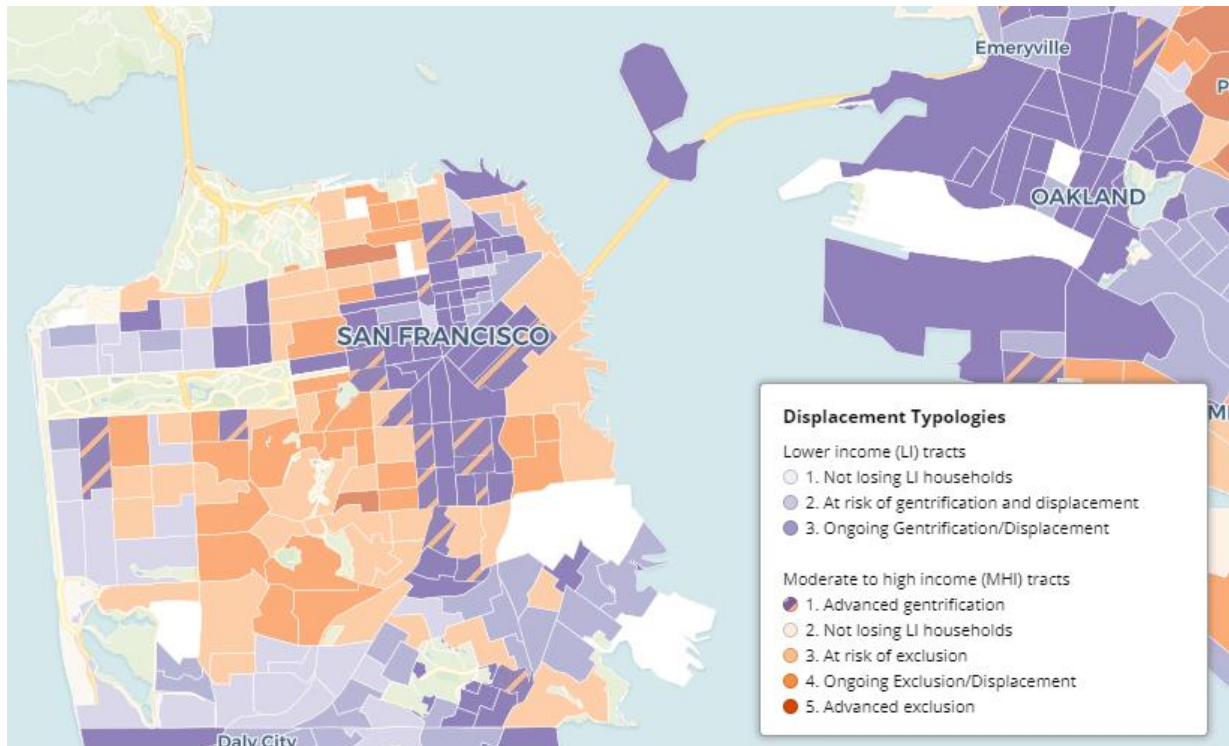 Emeryville
P
OAKLAND
SAN FRANCISCO
Displacement Typologies
Lower income (LI) tracts
1. Not losing LI households
2. At risk of gentrification and displacement
3. Ongoing Gentrification/Displacement
Moderate to high income (MHI) tracts
1. Advanced gentrification
2. Not losing LI households
3. At risk of exclusion
4. Ongoing Exclusion/Displacement
5. Advanced exclusion
Daly City